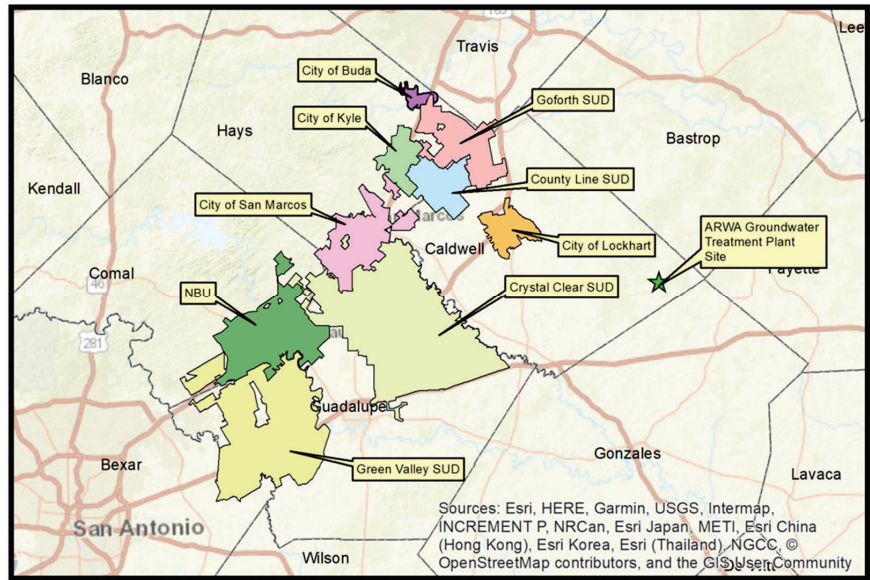 Travis
Lee
Blanco
City of Buda
Goforth SUD
Hays
City of Kyle
Bastrop
Kendall
County Line SUD
City of San Marcos
ARWA Groundwater
Treatment Plant
Site
City of Lockhart
Caldwell
Fayette
Comal
46
NBU
Crystal Clear SUD
281
Guadalupe
Gonzales
Bexar
Green Valley SUD
Lavaca
San Antonio
Wilson
Sources: Esri, HERE, Garmin, USGS, Intermap,
INCREMENT P, NRCan, Esri Japan, METI, Esri China
(Hong Kong), Esri Korea, Esri (Thailand), NGCC, ©
OpenStreetMap contributors, and the GIS User Community